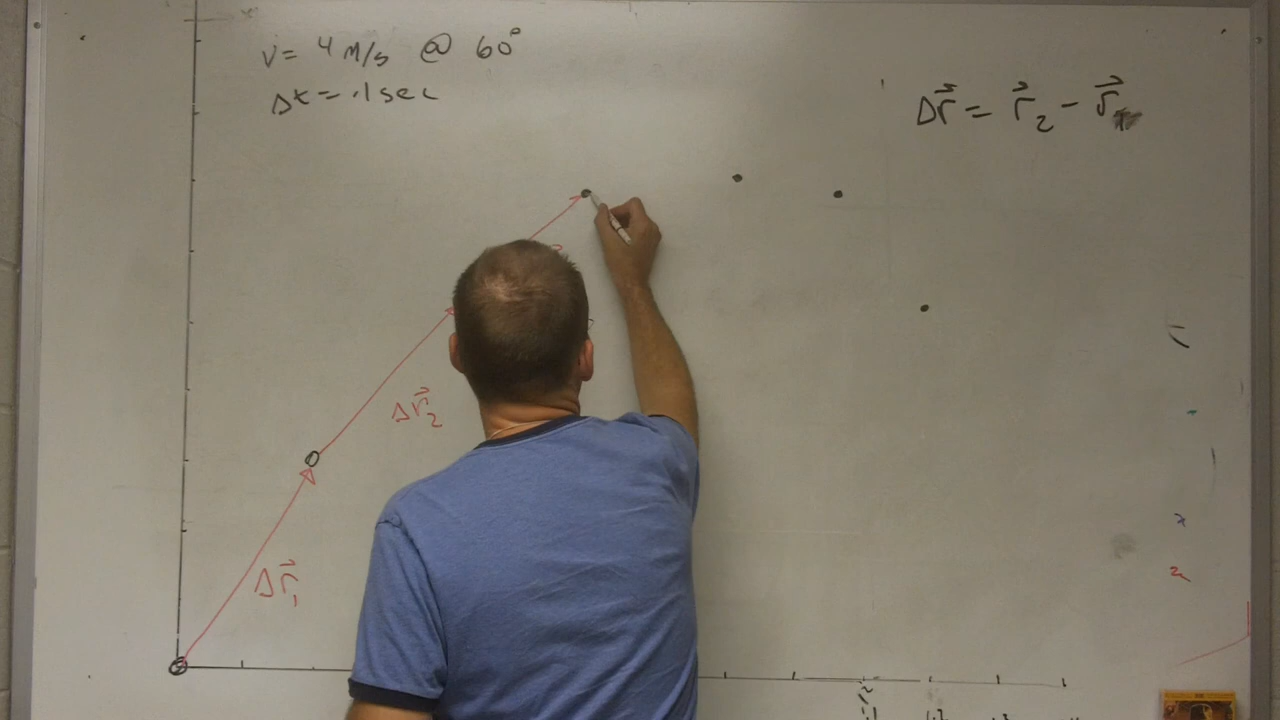 v = 4 m/s @ 60°
Δt = .1 sec
Δr⃗ = r⃗₂ - r⃗₁
Δr⃗₂
Δr⃗₁